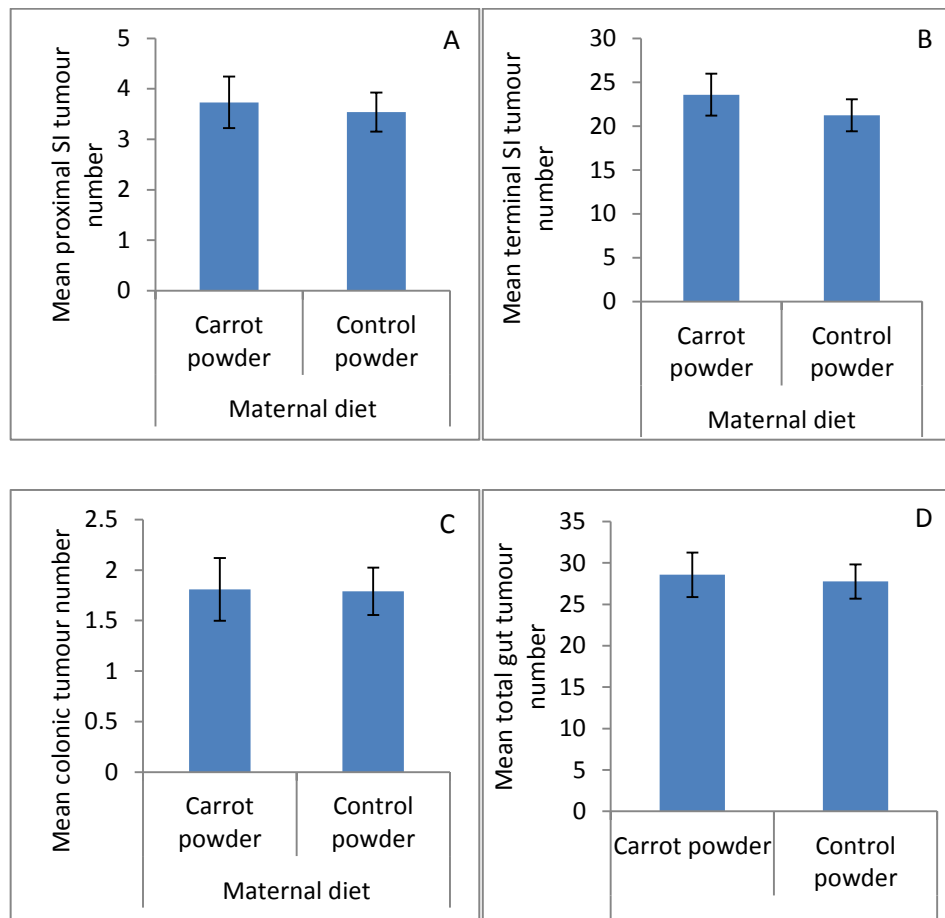 A
Mean proximal SI tumour
number
5
4
3
2
1
0
Carrot
powder
Control
powder
Maternal diet
B
Mean terminal SI tumour
number
30
25
20
15
10
5
0
Carrot
powder
Control
powder
Maternal diet
C
Mean colonic tumour number
2.5
2
1.5
1
0.5
0
Carrot
powder
Control
powder
Maternal diet
D
Mean total gut tumour
number
35
30
25
20
15
10
5
0
Carrot powder
Control
powder